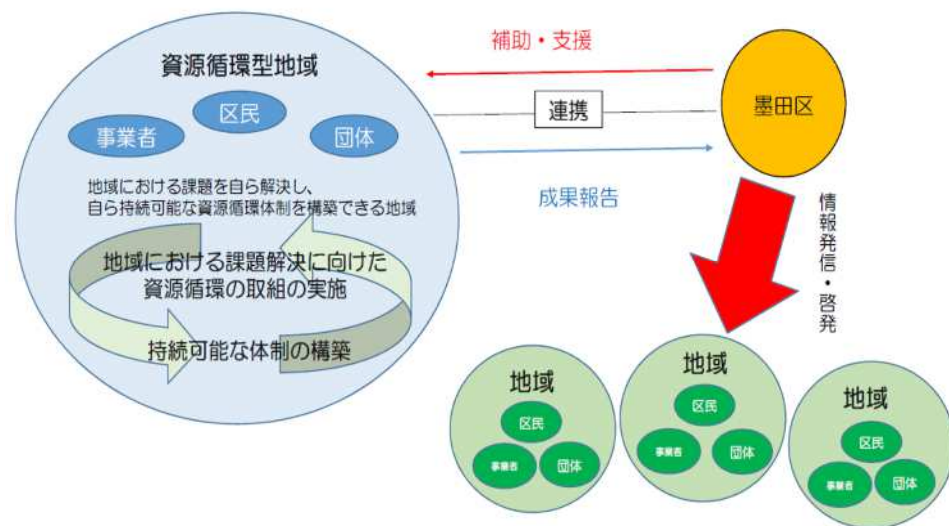 補助・支援
資源循環型地域
区民
事業者
団体
連携
墨田区
地域における課題を自ら解決し、
自ら持続可能な資源循環体制を構築できる地域
成果報告
地域における課題解決に向けた
資源循環の取組の実施
持続可能な体制の構築
情報発信・啓発
地域
区民
事業者
団体
地域
区民
事業者
団体
地域
区民
事業者
団体